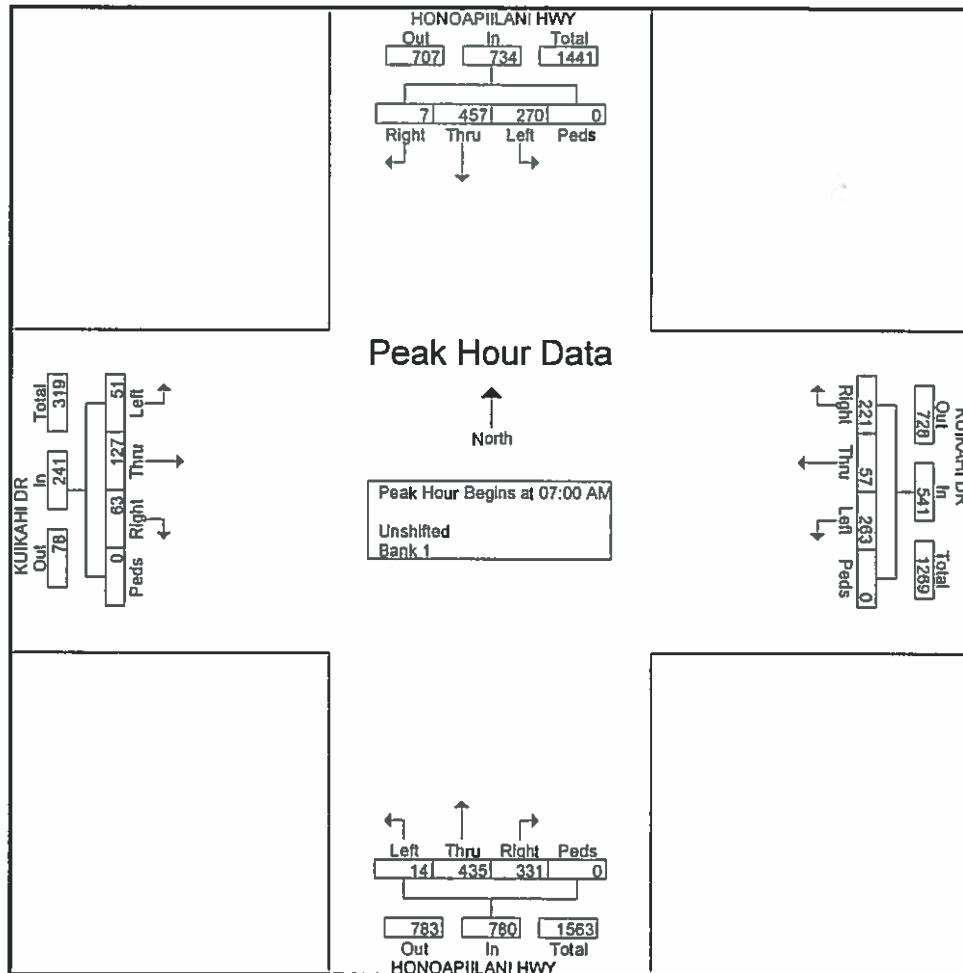 HONOAPIILANI HWY
Out In Total
707 734 1441
7 457 270 0
Right Thru Left Peds
Peak Hour Data
North
Peak Hour Begins at 07:00 AM
Unshifted
Bank 1
KUIKAHI DR
Out In Total
78 241 319
Left Thru Right Peds
51 127 63 0
KUIKAHI DR
Out In Total
728 541 1269
Right Thru Left Peds
221 57 263 0
Left Thru Right Peds
14 435 331 0
783 780 1563
Out In Total
HONOAPIILANI HWY